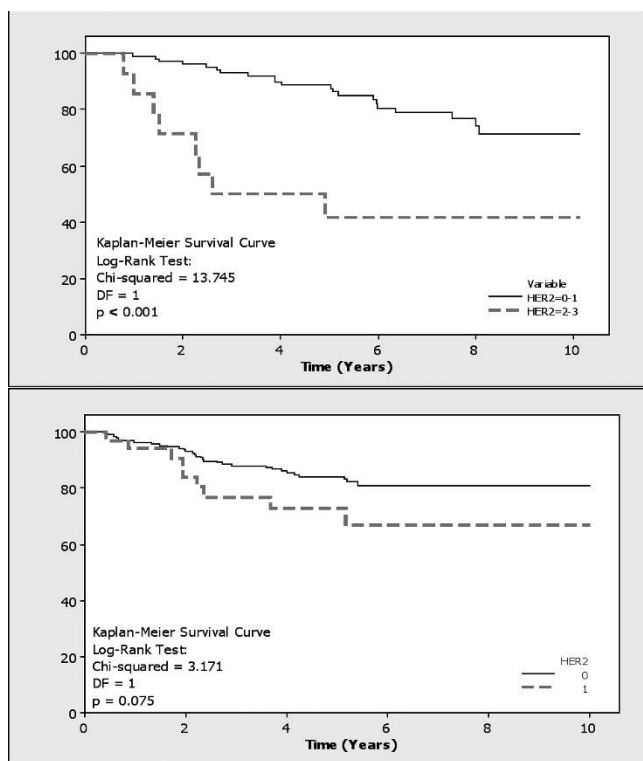 100
80
60
40
20
0
Kaplan-Meier Survival Curve
Log-Rank Test:
Chi-squared = 13.745
DF = 1
p < 0.001
Variable
HER2=0-1
HER2=2-3
0 2 4 6 8 10
Time (Years)
100
80
60
40
20
0
Kaplan-Meier Survival Curve
Log-Rank Test:
Chi-squared = 3.171
DF = 1
p = 0.075
HER2
0
1
0 2 4 6 8 10
Time (Years)